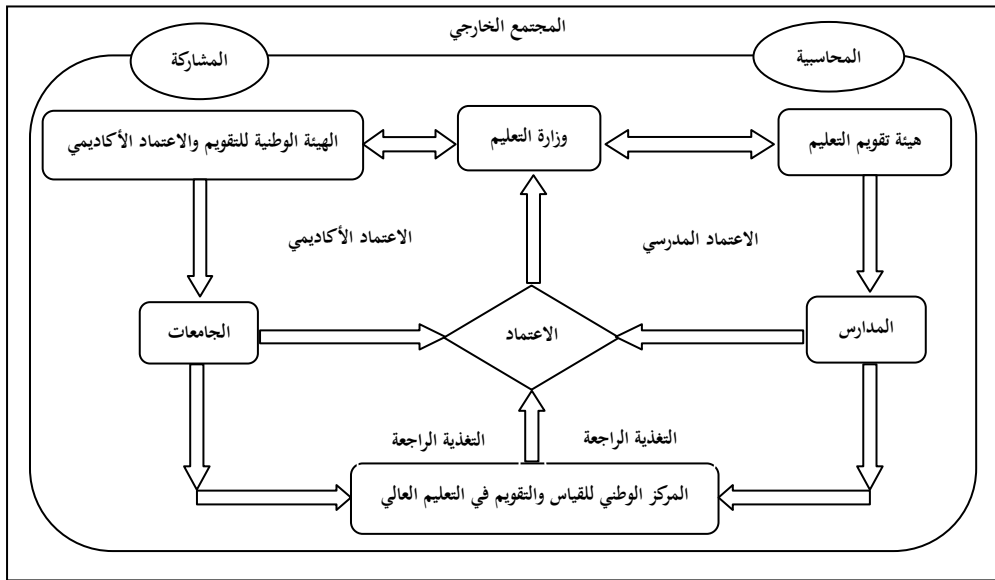 المجتمع الخارجي
المحاسبية
المشاركة
هيئة تقويم التعليم
وزارة التعليم
الهيئة الوطنية للتقويم والاعتماد الأكاديمي
الاعتماد المدرسي
الاعتماد الأكاديمي
المدارس
الاعتماد
الجامعات
التغذية الراجعة
التغذية الراجعة
المركز الوطني للقياس والتقويم في التعليم العالي